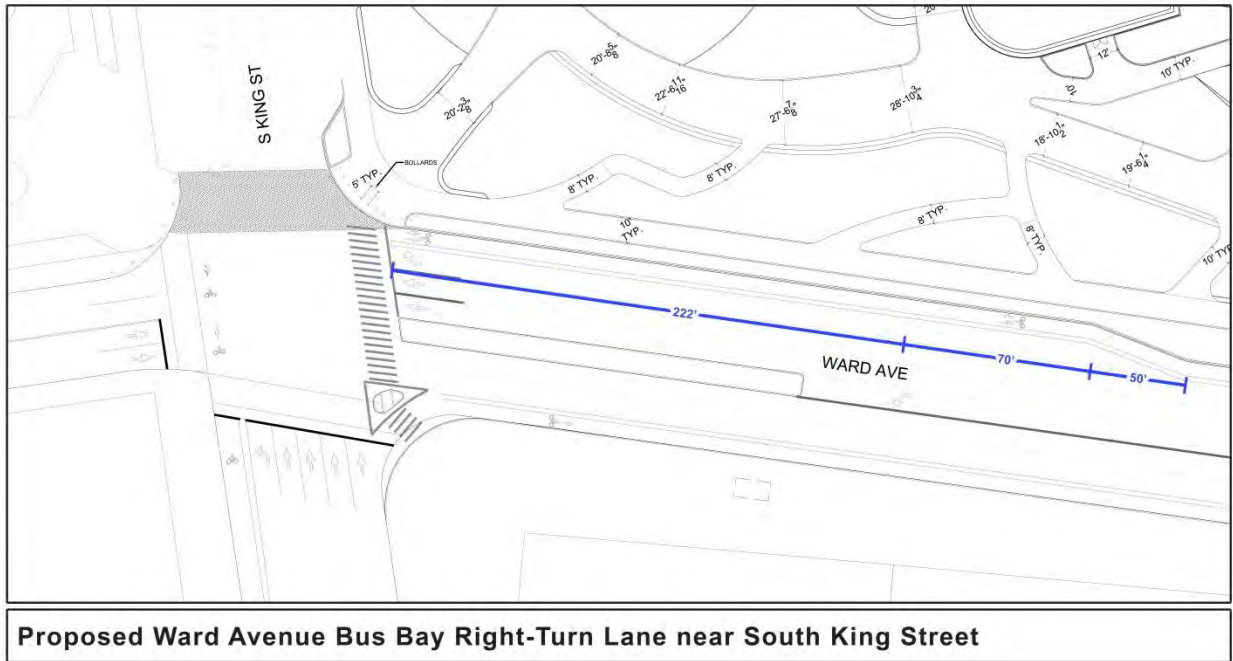 S KING ST
20'-2 3/8"
20'-8 5/8"
22'-6 11/16"
27'-6 7/8"
28'-10 3/4"
20'
12'
10'
10' TYP.
18'-10 1/2"
19'-6 1/4"
5' TYP.
BOLLARDS
8' TYP.
8' TYP.
10' TYP.
8' TYP.
8' TYP.
10' TYP.
222'
70'
50'
WARD AVE
Proposed Ward Avenue Bus Bay Right-Turn Lane near South King Street